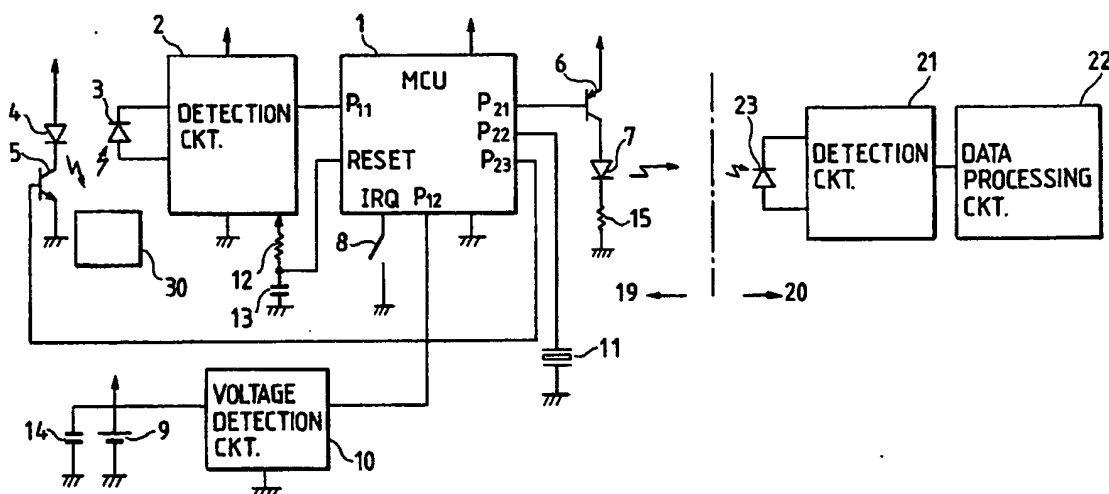 2
1
6
21
22
MCU
DETECTION
CKT.
P11
P21
P22
P23
RESET
IRQ P12
4
3
5
7
23
DETECTION
CKT.
DATA
PROCESSING
CKT.
8
15
30
12
13
19
20
11
VOLTAGE
DETECTION
CKT.
14
9
10